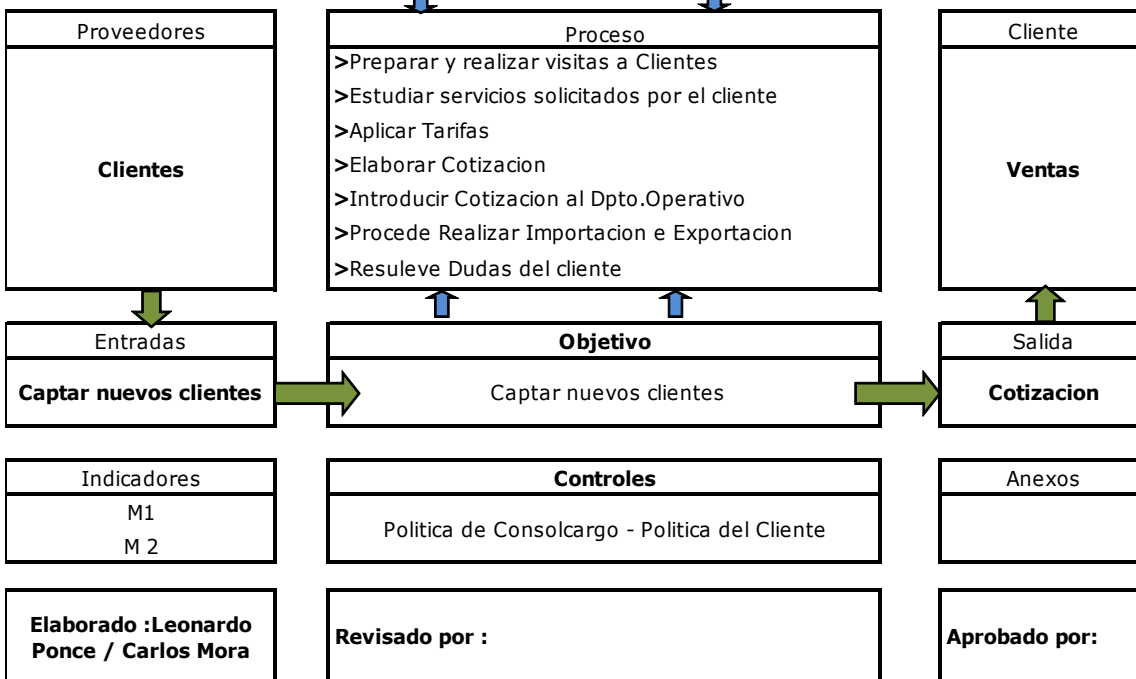 Proveedores
Clientes
Proceso
>Preparar y realizar visitas a Clientes
>Estudiar servicios solicitados por el cliente
>Aplicar Tarifas
>Elaborar Cotizacion
>Introducir Cotizacion al Dpto.Operativo
>Procede Realizar Importacion e Exportacion
>Resuleve Dudas del cliente
Cliente
Ventas
Entradas
Captar nuevos clientes
Objetivo
Captar nuevos clientes
Salida
Cotizacion
Indicadores
M1
M 2
Controles
Politica de Consolcargo - Politica del Cliente
Anexos
Elaborado :Leonardo
Ponce / Carlos Mora
Revisado por :
Aprobado por: